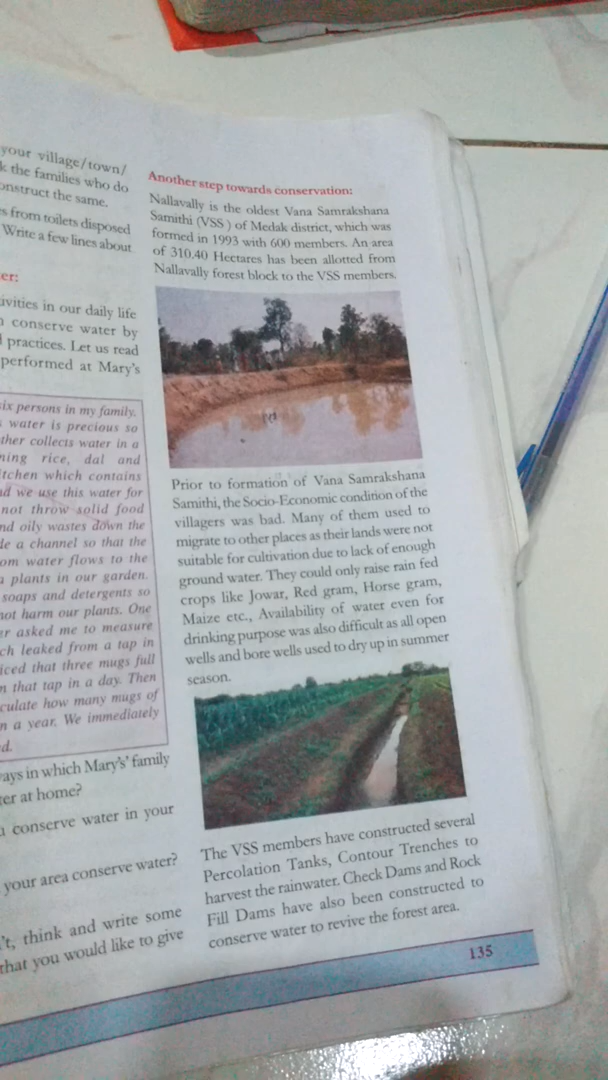 your village/town/
k the families who do
onstruct the same.
es from toilets disposed
Write a few lines about
er:
ivities in our daily life
n conserve water by
l practices. Let us read
performed at Mary's
six persons in my family.
s water is precious so
ther collects water in a
ning rice, dal and
itchen which contains
nd we use this water for
not throw solid food
nd oily wastes down the
de a channel so that the
om water flows to the
a plants in our garden.
soaps and detergents so
not harm our plants. One
er asked me to measure
ch leaked from a tap in
iced that three mugs full
m that tap in a day. Then
culate how many mugs of
n a year. We immediately
ed.
ays in which Mary's' family
ter at home?
u conserve water in your
your area conserve water?
't, think and write some
that you would like to give
Another step towards conservation:
Nallavally is the oldest Vana Samrakshana
Samithi (VSS ) of Medak district, which was
formed in 1993 with 600 members. An area
of 310.40 Hectares has been allotted from
Nallavally forest block to the VSS members.
Prior to formation of Vana Samrakshana
Samithi, the Socio-Economic condition of the
villagers was bad. Many of them used to
migrate to other places as their lands were not
suitable for cultivation due to lack of enough
ground water. They could only raise rain fed
crops like Jowar, Red gram, Horse gram,
Maize etc., Availability of water even for
drinking purpose was also difficult as all open
wells and bore wells used to dry up in summer
season.
The VSS members have constructed several
Percolation Tanks, Contour Trenches to
harvest the rainwater. Check Dams and Rock
Fill Dams have also been constructed to
conserve water to revive the forest area.
135